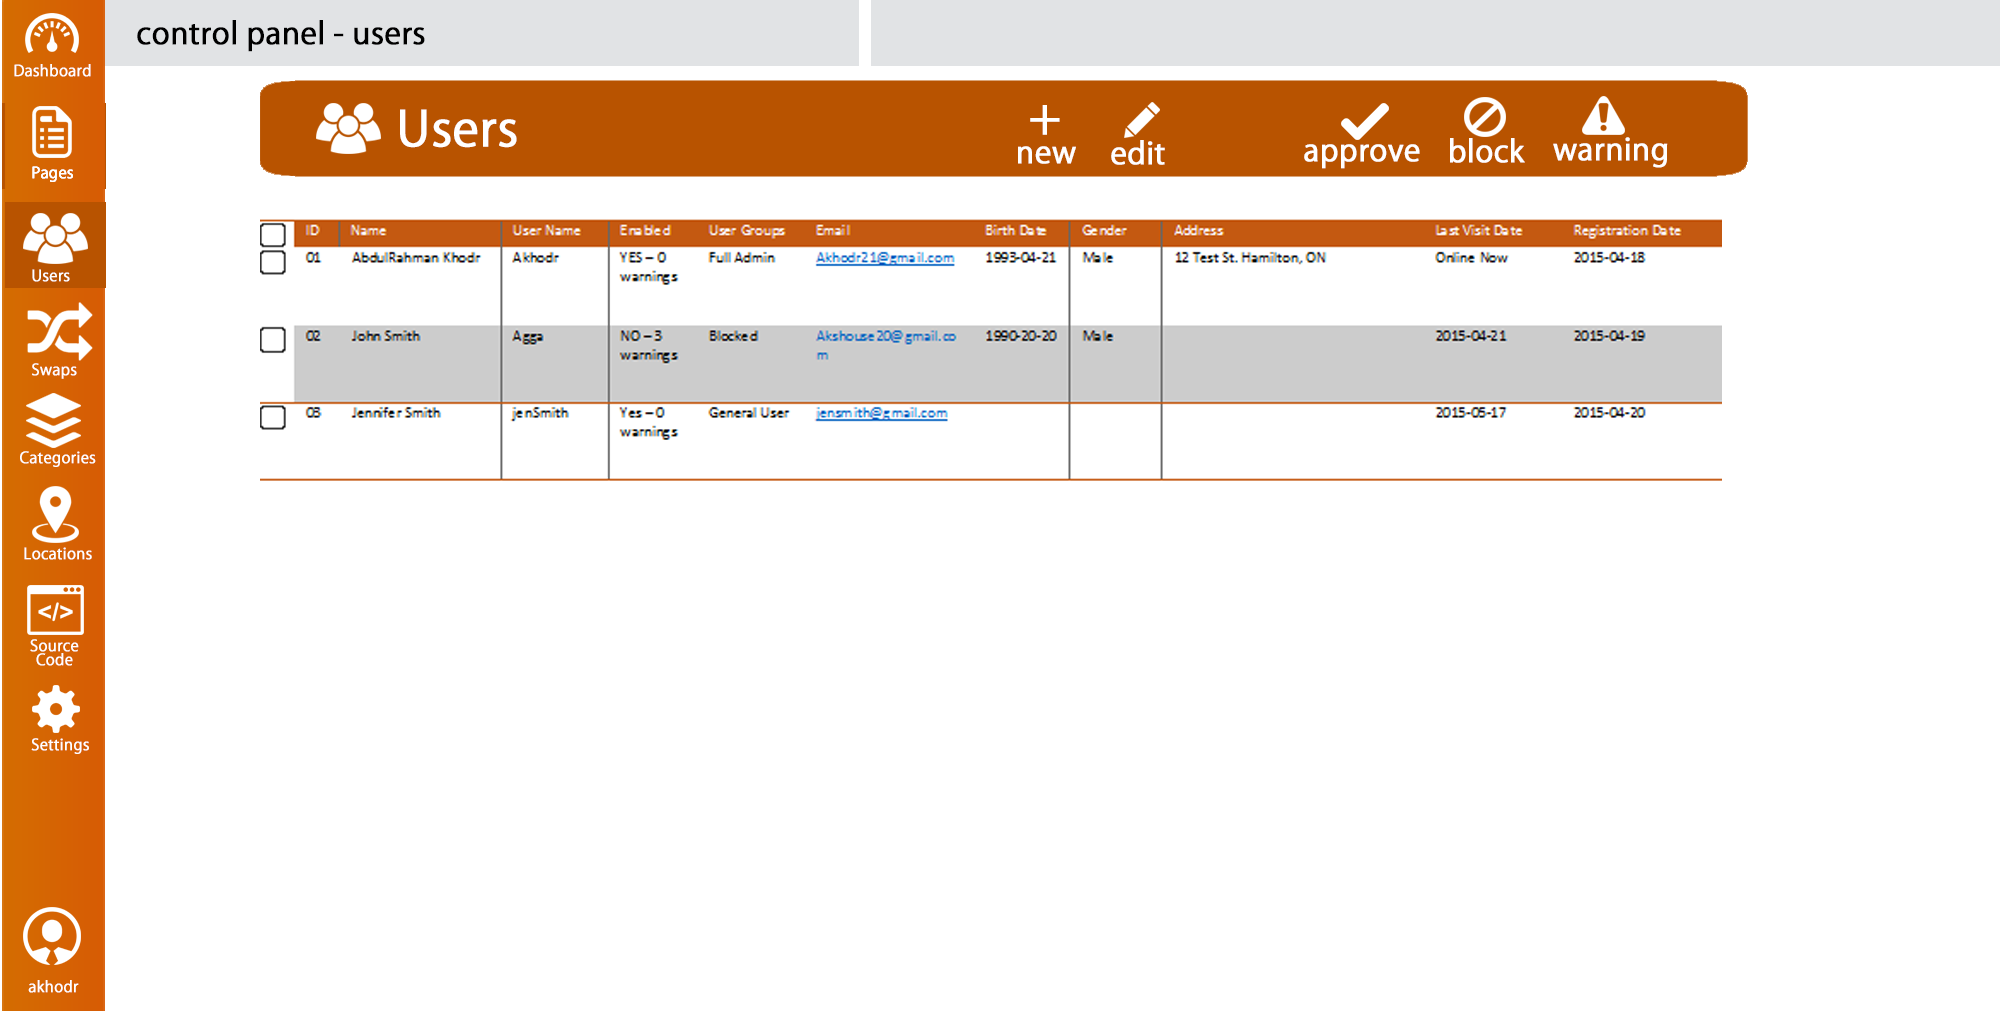 control panel - users
Dashboard
Pages
Users
Swaps
Categories
Locations
Source
Code
Settings
akhodr
Users
new
edit
approve
block
warning
ID Name User Name Enabled User Groups Email Birth Date Gender Address Last Visit Date Registration Date
01 AbdulRahman Khodr Akhodr YES – 0 Full Admin Akhodr21@gmail.com 1993-04-21 Male 12 Test St. Hamilton, ON Online Now 2015-04-18
warnings
02 John Smith Agga NO – 3 Blocked Akshouse20@gmail.co 1990-20-20 Male 2015-04-21 2015-04-19
warnings m
03 Jennifer Smith jenSmith Yes – 0 General User jensmith@gmail.com 2015-05-17 2015-04-20
warnings